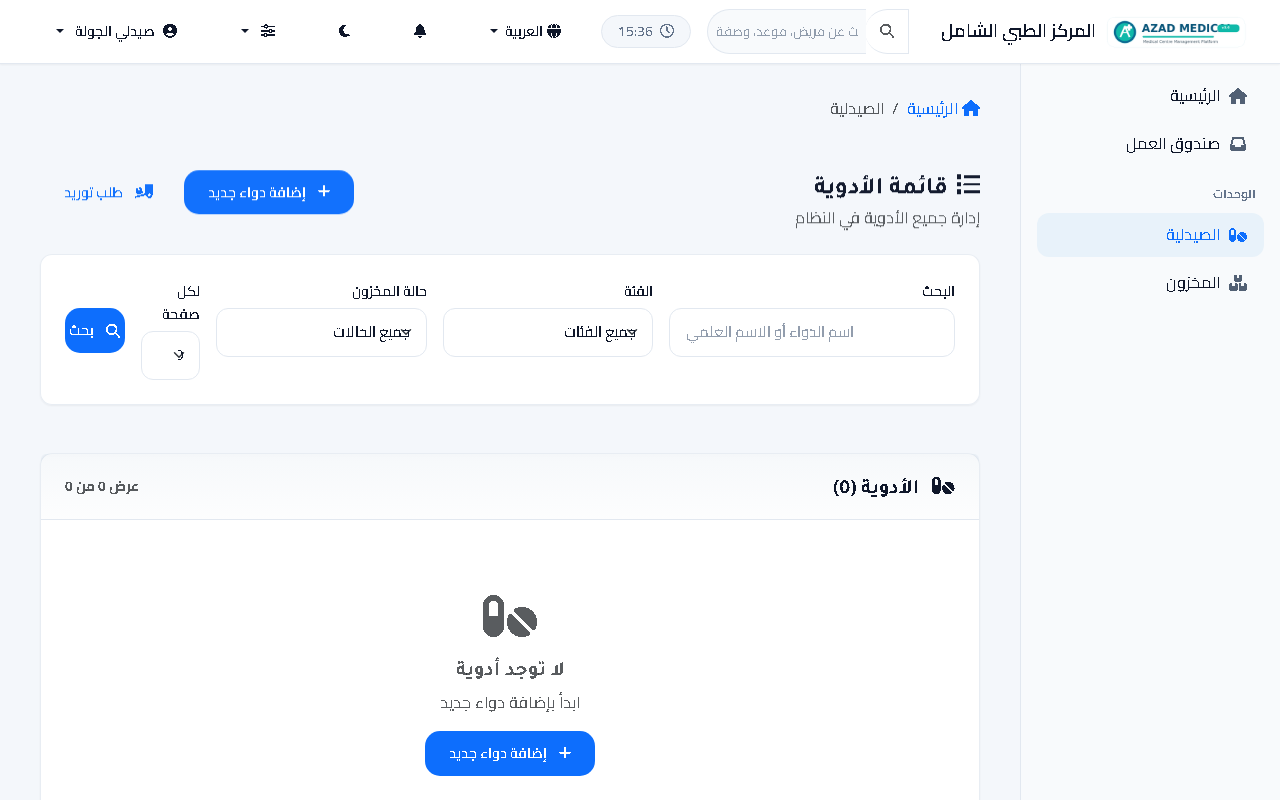 AZAD MEDIC
Medical Centre Management Platform
المركز الطبي الشامل
ث عن مريض، موعد، وصفة
15:36
العربية
صيدلي الجولة
الرئيسية
صندوق العمل
الوحدات
الصيدلية
المخزون
الرئيسية / الصيدلية
قائمة الأدوية
إدارة جميع الأدوية في النظام
إضافة دواء جديد
طلب توريد
البحث
اسم الدواء أو الاسم العلمي
الفئة
جميع الفئات
حالة المخزون
جميع الحالات
لكل صفحة
بحث
الأدوية (0)
عرض 0 من 0
لا توجد أدوية
ابدأ بإضافة دواء جديد
إضافة دواء جديد